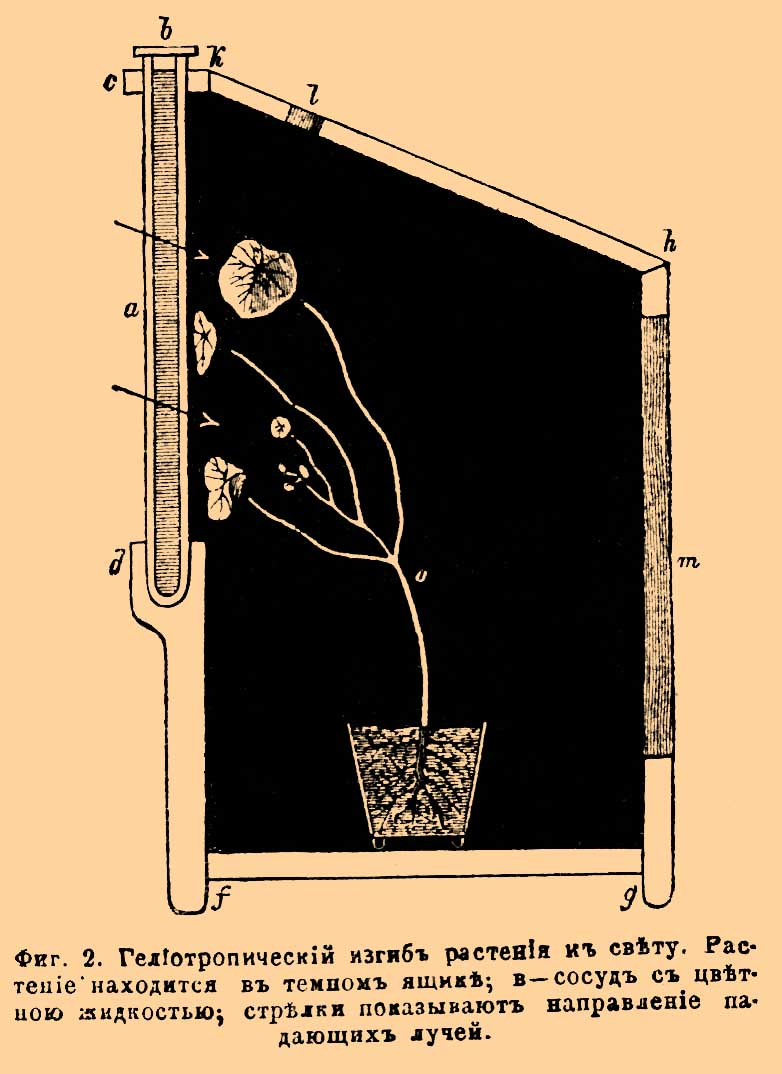 b
k
c
l
h
a
d
m
o
f
g
Фиг. 2. Геліотропическій изгибъ растенія къ свѣту. Рас-
теніе находится въ темномъ ящикѣ; в—сосудъ съ цвѣт-
ною жидкостью; стрѣлки показываютъ направленіе па-
дающихъ лучей.